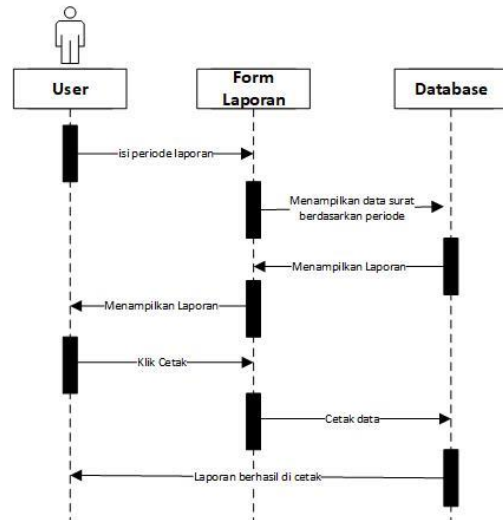 User
Form
Laporan
Database
isi periode laporan
Menampilkan data surat
berdasarkan periode
Menampilkan Laporan
Menampilkan Laporan
Klik Cetak
Cetak data
Laporan berhasil di cetak